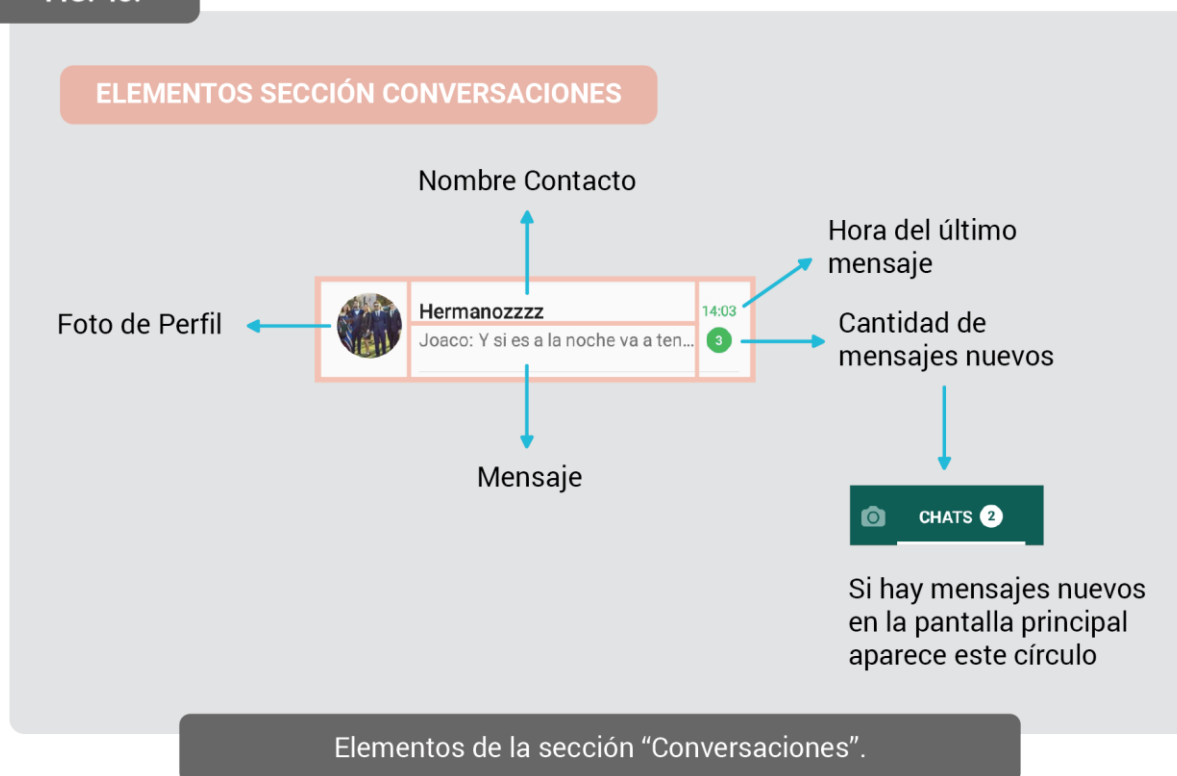 ELEMENTOS SECCIÓN CONVERSACIONES
Nombre Contacto
Hora del último
mensaje
Foto de Perfil
Hermanozzzz
14:03
Joaco: Y si es a la noche va a ten...
3
Cantidad de
mensajes nuevos
Mensaje
CHATS 2
Si hay mensajes nuevos
en la pantalla principal
aparece este círculo
Elementos de la sección “Conversaciones”.